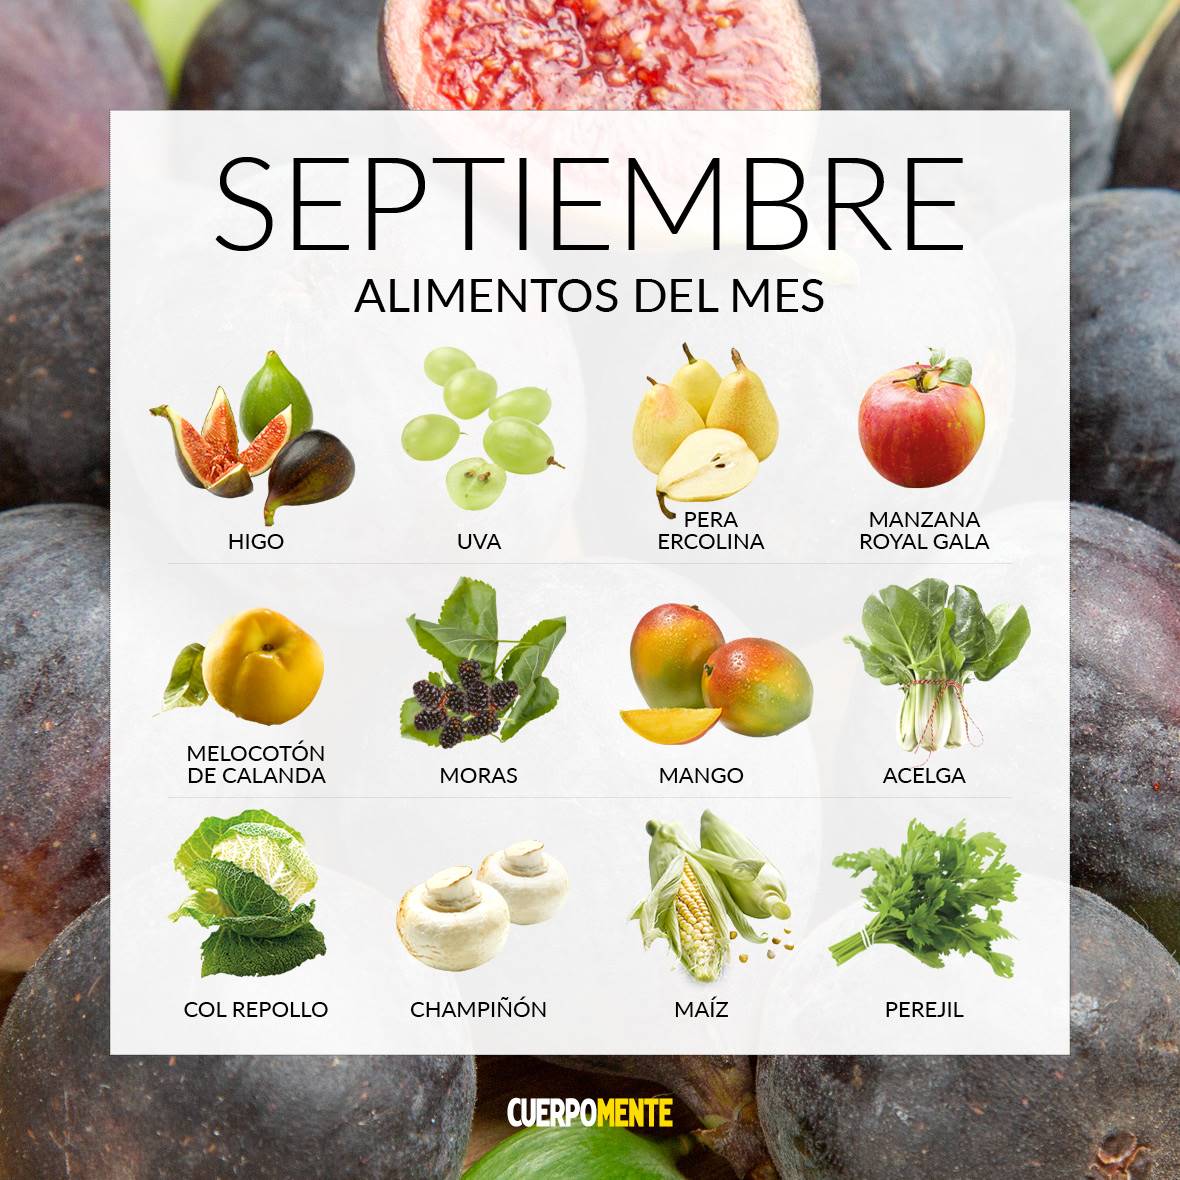 SEPTIEMBRE
ALIMENTOS DEL MES
HIGO
UVA
PERA
ERCOLINA
MANZANA
ROYAL GALA
MELOCOTÓN
DE CALANDA
MORAS
MANGO
ACELGA
COL REPOLLO
CHAMPIÑÓN
MAÍZ
PEREJIL
CUERPOMENTE